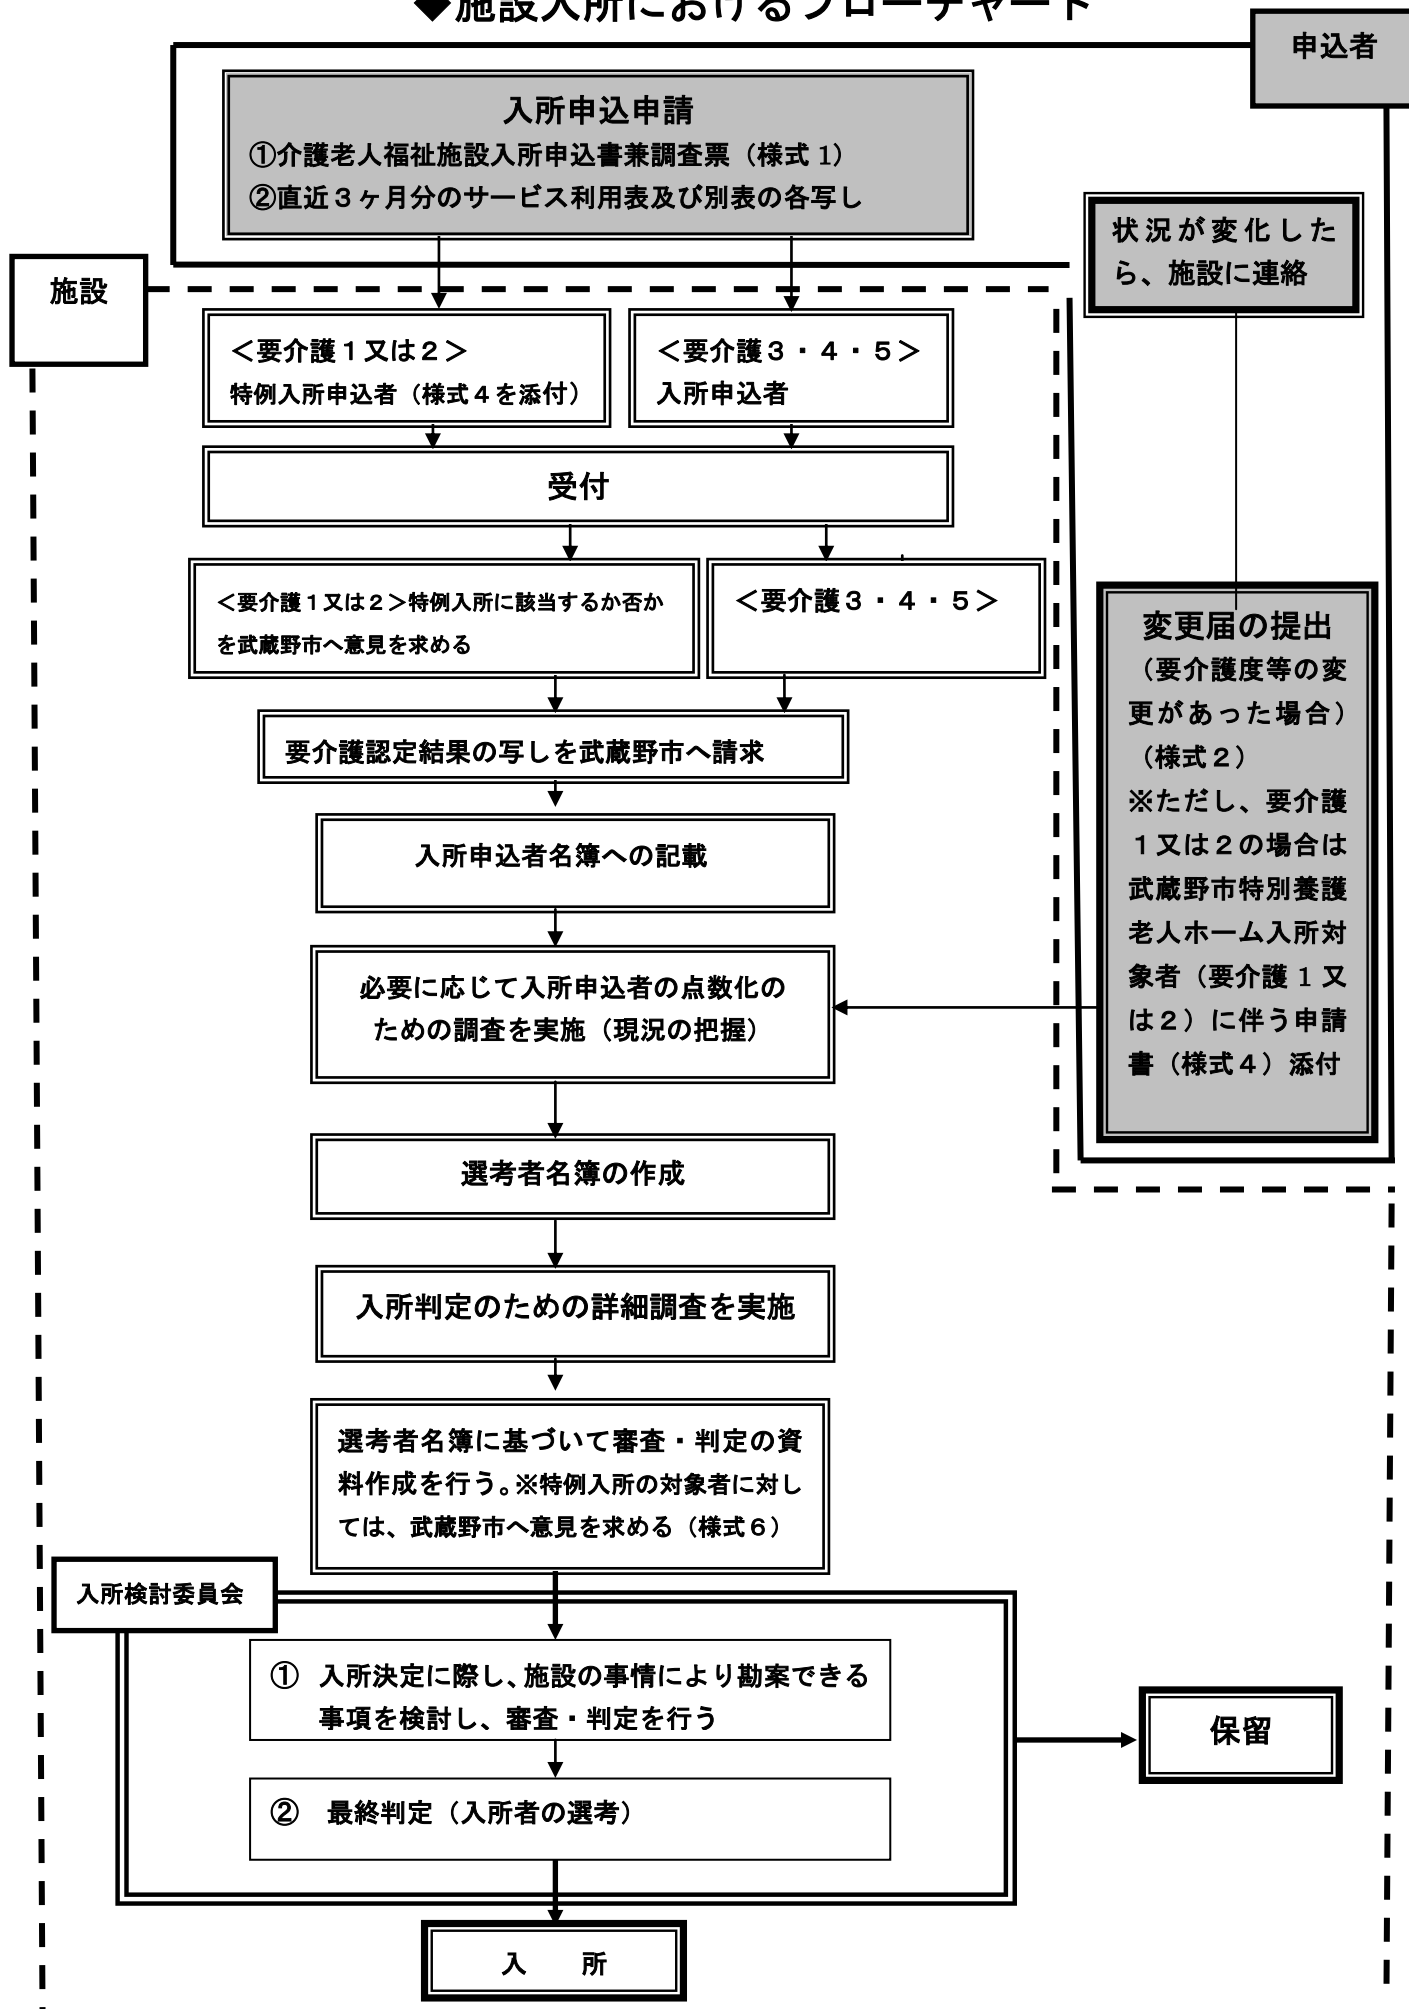 ◆施設入所におけるフローチャート
申込者
入所申込申請
①介護老人福祉施設入所申込書兼調査票（様式１）
②直近３ヶ月分のサービス利用表及び別表の各写し
状況が変化した
ら、施設に連絡
施設
＜要介護１又は２＞
特例入所申込者（様式４を添付）
＜要介護３・４・５＞
入所申込者
受付
＜要介護１又は２＞特例入所に該当するか否か
を武蔵野市へ意見を求める
＜要介護３・４・５＞
変更届の提出
（要介護度等の変
更があった場合）
（様式２）
※ただし、要介護
１又は２の場合は
武蔵野市特別養護
老人ホーム入所対
象者（要介護１又
は２）に伴う申請
書（様式４）添付
要介護認定結果の写しを武蔵野市へ請求
入所申込者名簿への記載
必要に応じて入所申込者の点数化の
ための調査を実施（現況の把握）
選考者名簿の作成
入所判定のための詳細調査を実施
選考者名簿に基づいて審査・判定の資
料作成を行う。※特例入所の対象者に対し
ては、武蔵野市へ意見を求める（様式６）
入所検討委員会
①　入所決定に際し、施設の事情により勘案できる
事項を検討し、審査・判定を行う
②　最終判定（入所者の選考）
保留
入　　所